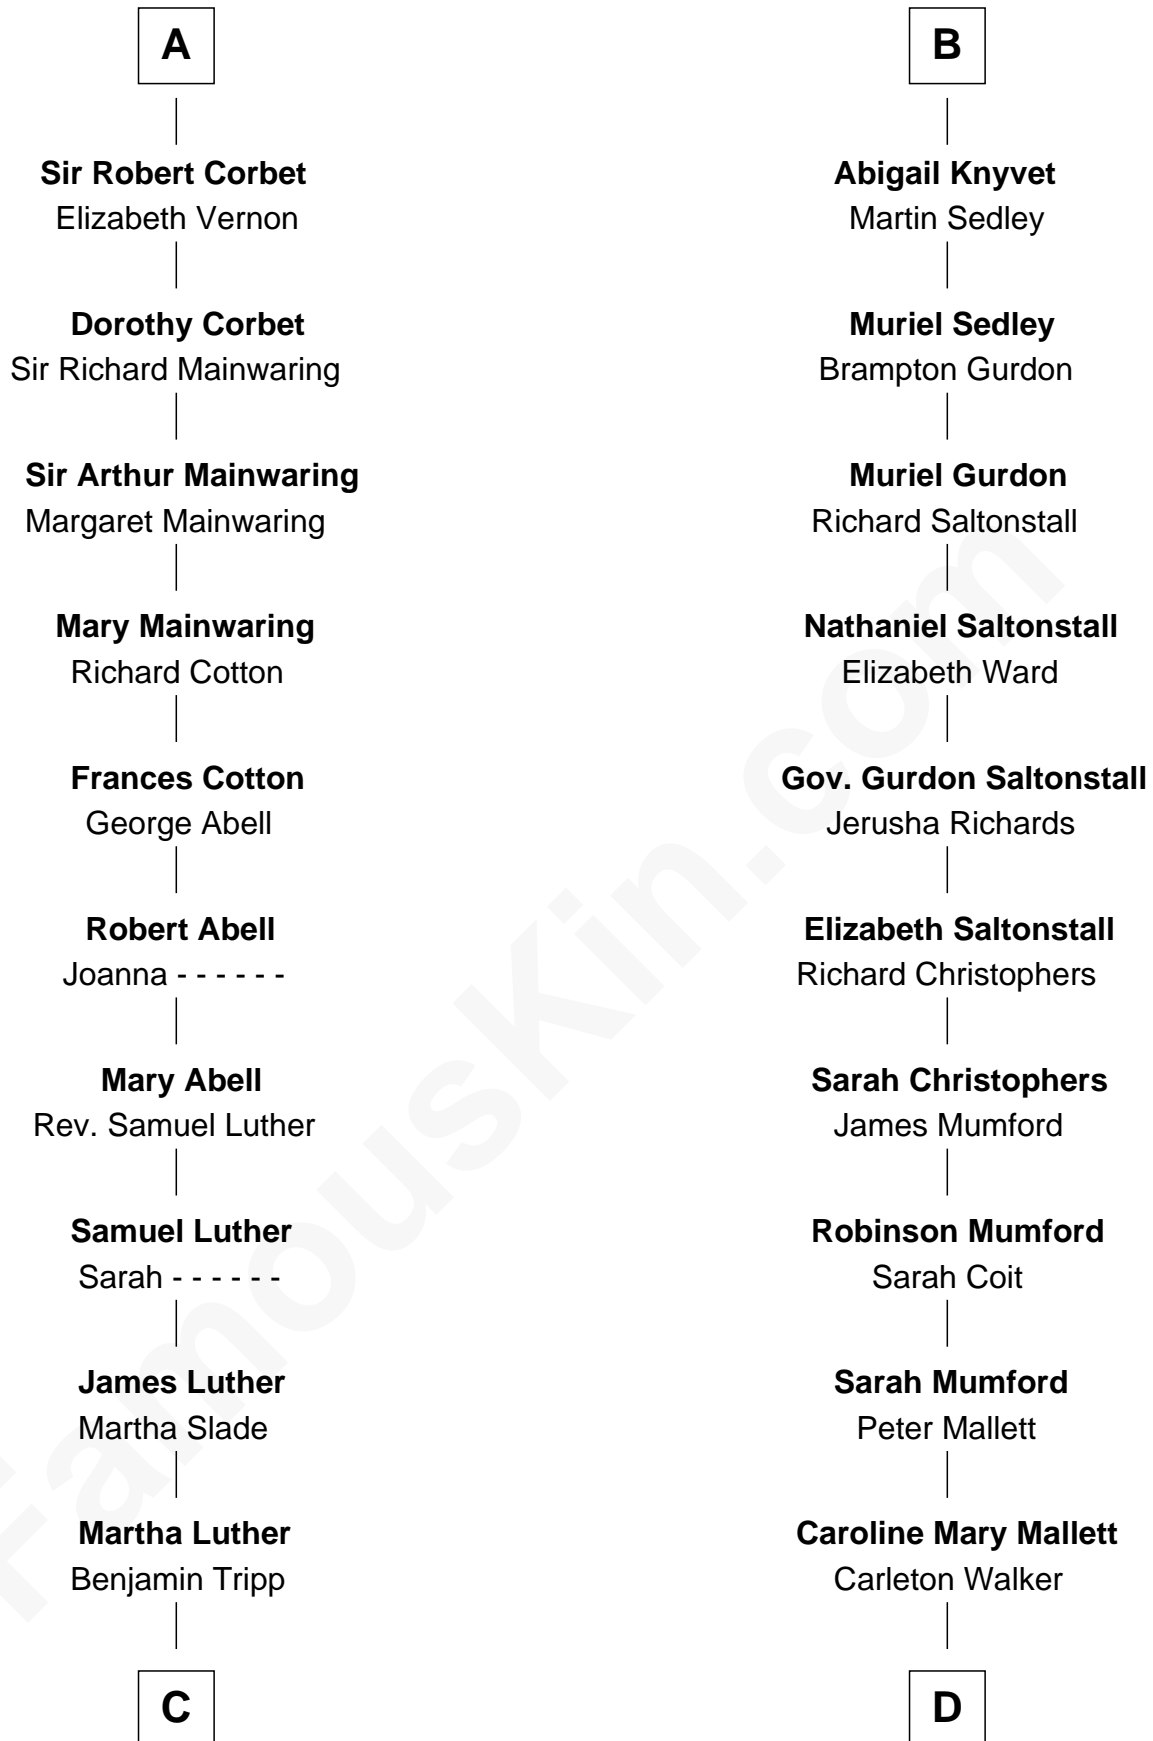 A
Sir Robert Corbet
Elizabeth Vernon
Dorothy Corbet
Sir Richard Mainwaring
Sir Arthur Mainwaring
Margaret Mainwaring
Mary Mainwaring
Richard Cotton
Frances Cotton
George Abell
Robert Abell
Joanna - - - - - -
Mary Abell
Rev. Samuel Luther
Samuel Luther
Sarah - - - - - -
James Luther
Martha Slade
Martha Luther
Benjamin Tripp
C
B
Abigail Knyvet
Martin Sedley
Muriel Sedley
Brampton Gurdon
Muriel Gurdon
Richard Saltonstall
Nathaniel Saltonstall
Elizabeth Ward
Gov. Gurdon Saltonstall
Jerusha Richards
Elizabeth Saltonstall
Richard Christophers
Sarah Christophers
James Mumford
Robinson Mumford
Sarah Coit
Sarah Mumford
Peter Mallett
Caroline Mary Mallett
Carleton Walker
D
FamousKin.com